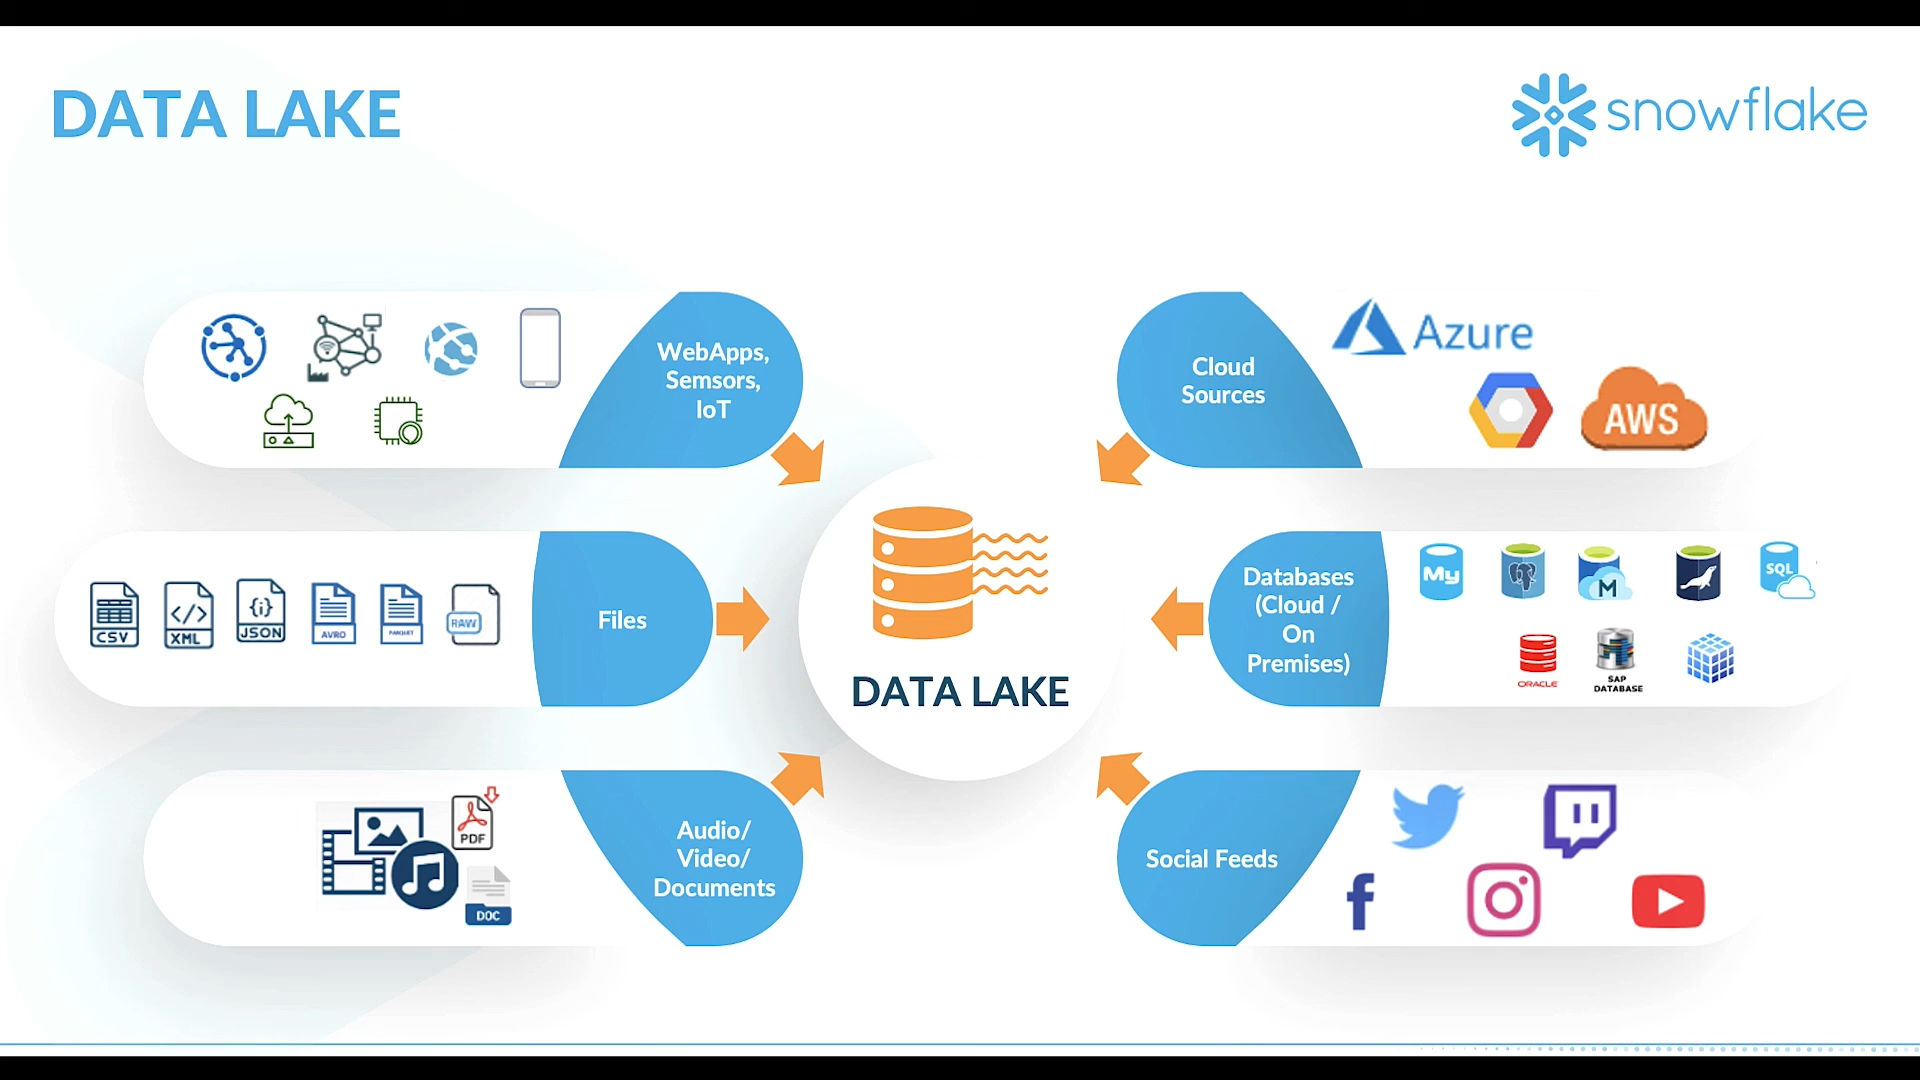 DATA LAKE
snowflake
WebApps,
Semsors,
IoT
Cloud
Sources
Azure
AWS
CSV
XML
{i}
JSON
AVRO
PARQUET
RAW
Files
DATA LAKE
Databases
(Cloud /
On
Premises)
My
M
SQL
ORACLE
SAP
DATABASE
PDF
DOC
Audio/
Video/
Documents
Social Feeds
f